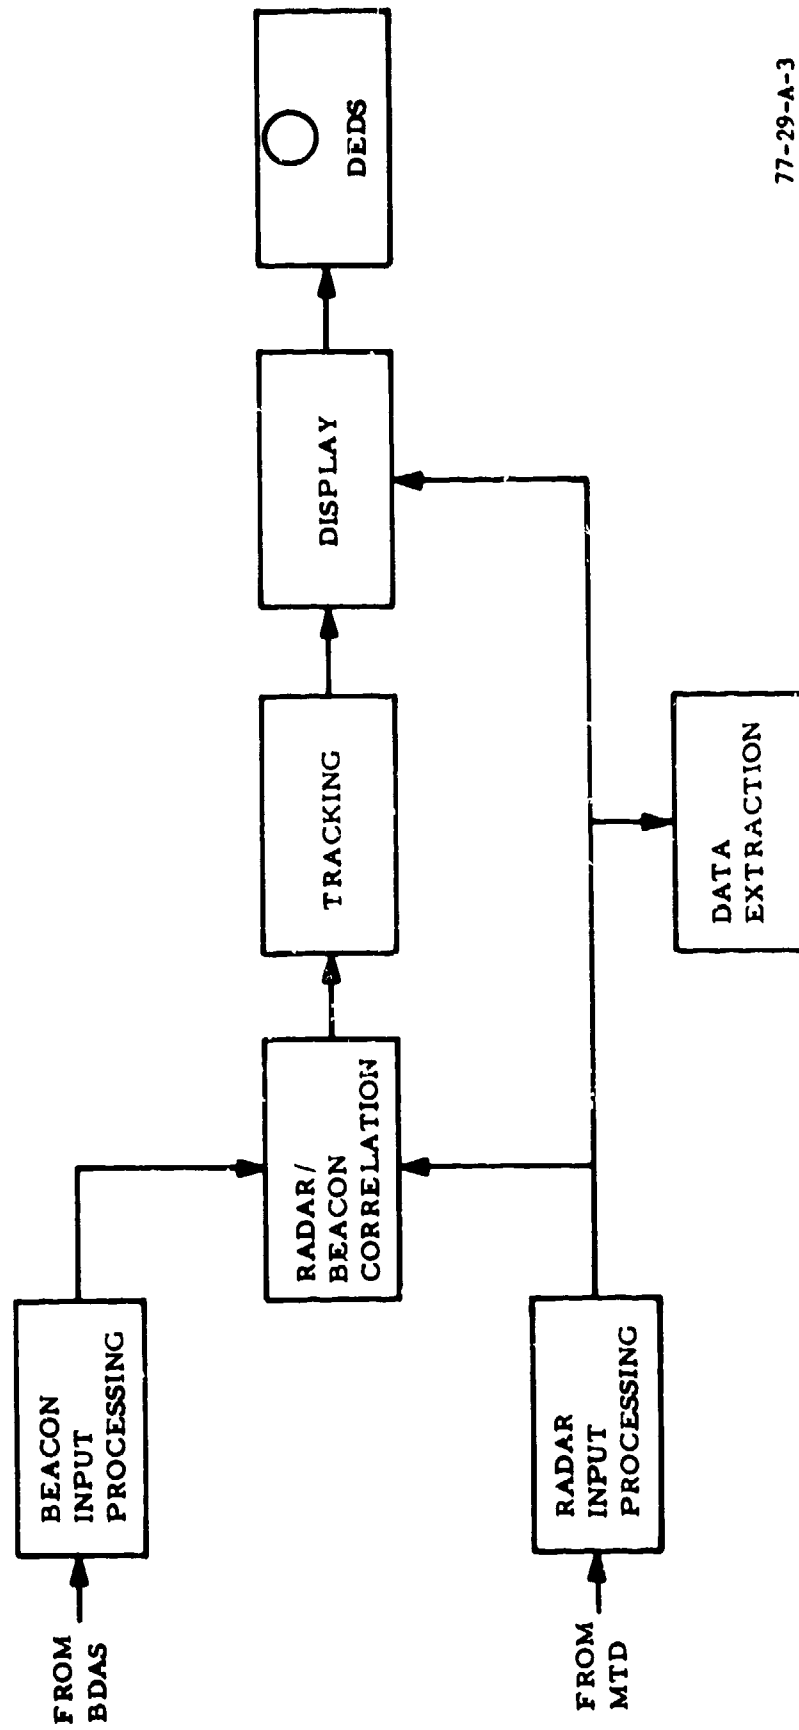 FROM
BDAS
BEACON
INPUT
PROCESSING
RADAR/
BEACON
CORRELATION
TRACKING
DISPLAY
DEDS
FROM
MTD
RADAR
INPUT
PROCESSING
DATA
EXTRACTION
77-29-A-3